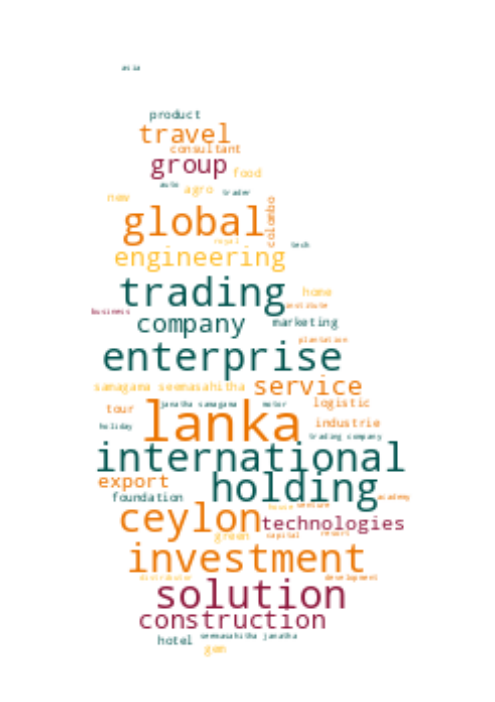 asia
product
travel
consultant
group
food
auto
agro
trader
new
colombo
global
royal
tech
engineering
trading
home
institute
business
company
marketing
plantation
enterprise
samagama seemasahitha
service
janatha samagama
motor
logistic
tour
lanka
industrie
holiday
trading company
international
export
holding
foundation
academy
house
venture
ceylon
technologies
green
capital
resort
investment
distributor
development
solution
construction
hotel
seemasahitha janatha
gem